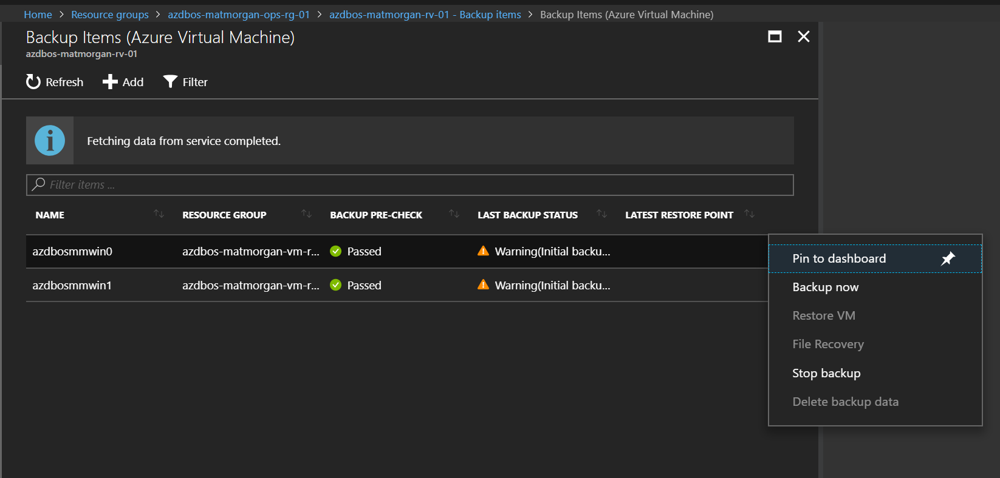 Home > Resource groups > azdbos-matmorgan-ops-rg-01 > azdbos-matmorgan-rv-01 - Backup items > Backup Items (Azure Virtual Machine)
Backup Items (Azure Virtual Machine)
azdbos-matmorgan-rv-01
Refresh Add Filter
Fetching data from service completed.
Filter items ...
NAME RESOURCE GROUP BACKUP PRE-CHECK LAST BACKUP STATUS LATEST RESTORE POINT
azdbosmmwin0 azdbos-matmorgan-vm-r... Passed Warning(Initial backu...
azdbosmmwin1 azdbos-matmorgan-vm-r... Passed Warning(Initial backu...
Pin to dashboard
Backup now
Restore VM
File Recovery
Stop backup
Delete backup data